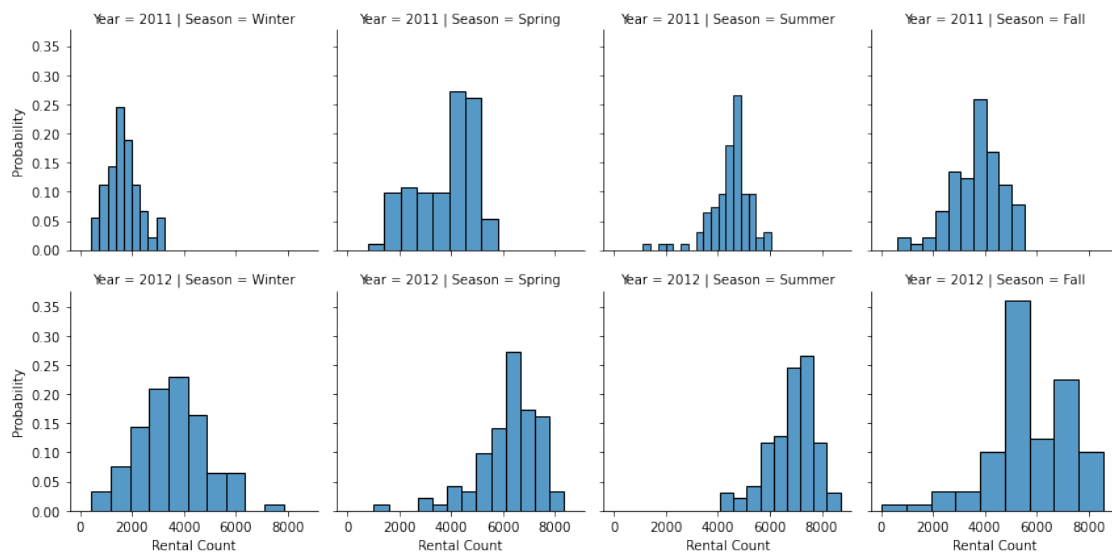 Year = 2011 | Season = Winter
Year = 2011 | Season = Spring
Year = 2011 | Season = Summer
Year = 2011 | Season = Fall
0.35
0.30
0.25
0.20
0.15
0.10
0.05
0.00
Probability
Year = 2012 | Season = Winter
Year = 2012 | Season = Spring
Year = 2012 | Season = Summer
Year = 2012 | Season = Fall
0.35
0.30
0.25
0.20
0.15
0.10
0.05
0.00
Probability
0 2000 4000 6000 8000
0 2000 4000 6000 8000
0 2000 4000 6000 8000
0 2000 4000 6000 8000
Rental Count
Rental Count
Rental Count
Rental Count